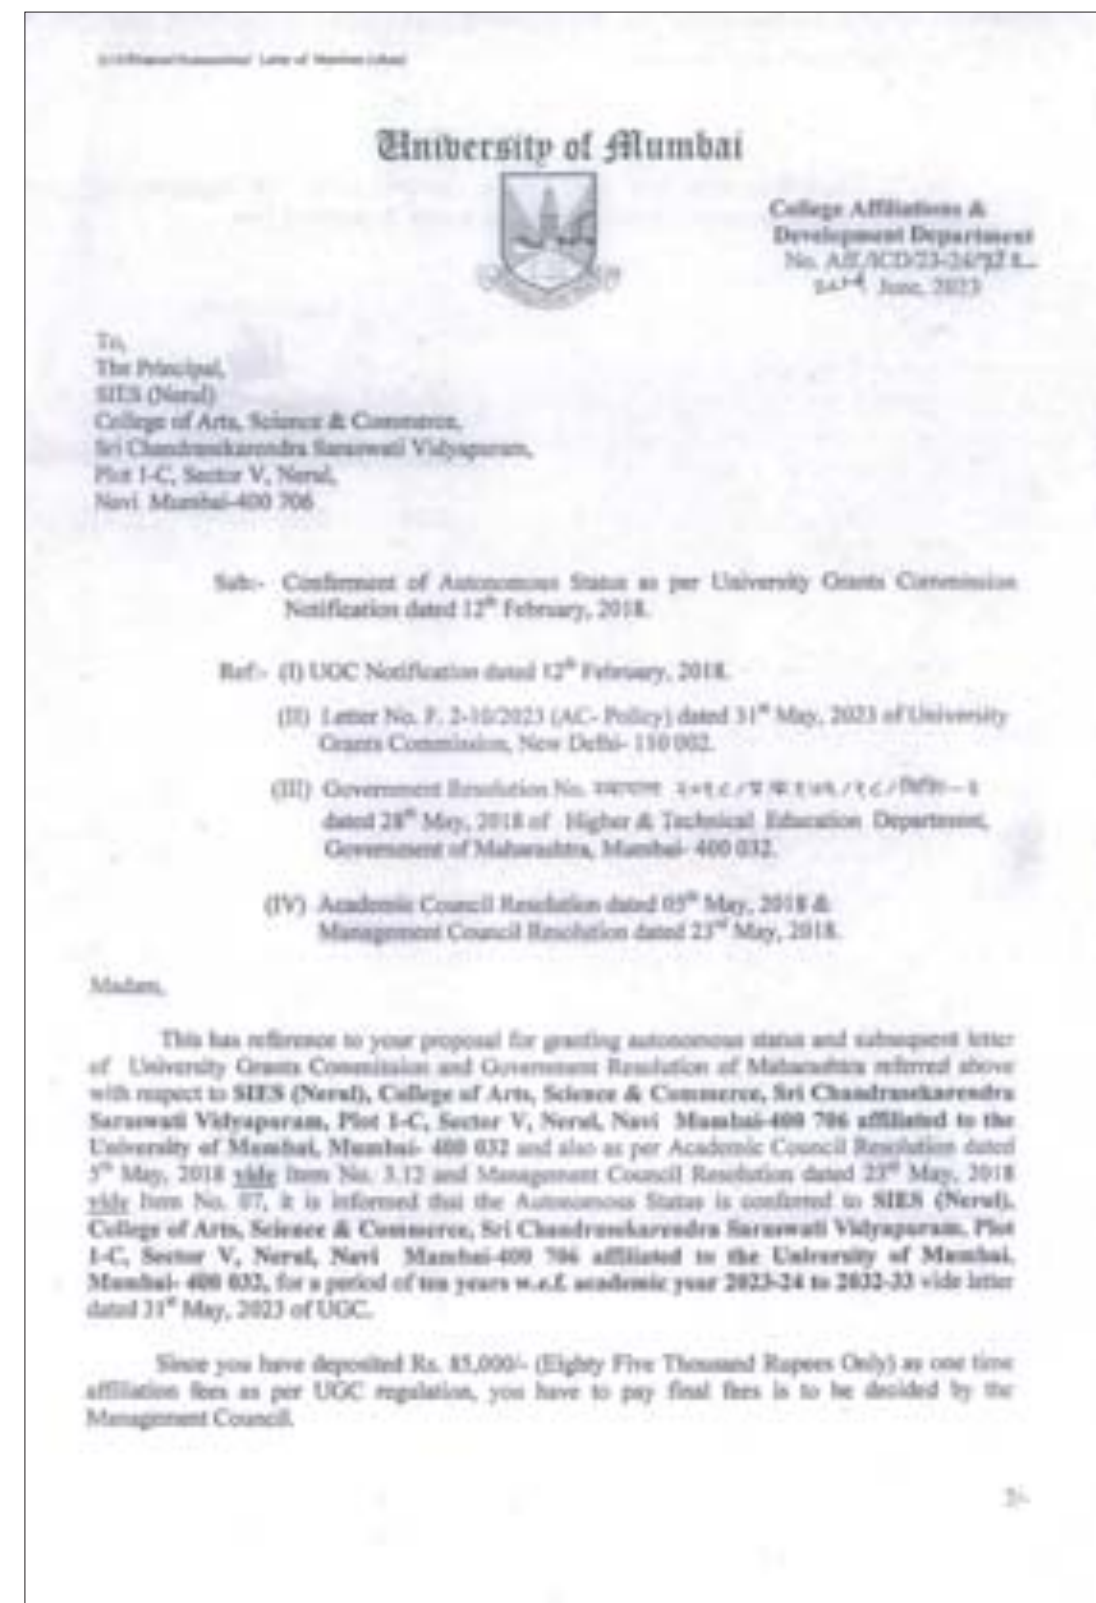 Letter of
University of Mumbai
College Affiliations &
Development Department
No. Aff./ICD/23-24/
June, 2023
To,
The Principal,
SIES (Nerul)
College of Arts, Science & Commerce,
Sri Chandrasekarendra Saraswati Vidyapuram,
Plot I-C, Sector V, Nerul,
Navi Mumbai-400 706
Sub:- Conferment of Autonomous Status as per University Grants Commission
Notification dated 12th February, 2018.
Ref:- (I) UGC Notification dated 12th February, 2018.
(II) Letter No. F. 2-10/2023 (AC- Policy) dated 31st May, 2023 of University
Grants Commission, New Delhi- 110 002.
(III) Government Resolution No.
dated 28th May, 2018 of Higher & Technical Education Department,
Government of Maharashtra, Mumbai- 400 032.
(IV) Academic Council Resolution dated 05th May, 2018 &
Management Council Resolution dated 23rd May, 2018.
Madam,
This has reference to your proposal for granting autonomous status and subsequent letter
of University Grants Commission and Government Resolution of Maharashtra referred above
with respect to SIES (Nerul), College of Arts, Science & Commerce, Sri Chandrasekarendra
Saraswati Vidyapuram, Plot I-C, Sector V, Nerul, Navi Mumbai-400 706 affiliated to the
University of Mumbai, Mumbai- 400 032 and also as per Academic Council Resolution dated
5th May, 2018 vide Item No. 3.12 and Management Council Resolution dated 23rd May, 2018
vide Item No. 07, it is informed that the Autonomous Status is conferred to SIES (Nerul),
College of Arts, Science & Commerce, Sri Chandrasekarendra Saraswati Vidyapuram, Plot
I-C, Sector V, Nerul, Navi Mumbai-400 706 affiliated to the University of Mumbai,
Mumbai- 400 032, for a period of ten years w.e.f. academic year 2023-24 to 2032-33 vide letter
dated 31st May, 2023 of UGC.
Since you have deposited Rs. 85,000/- (Eighty Five Thousand Rupees Only) as one time
affiliation fees as per UGC regulation, you have to pay final fees is to be decided by the
Management Council.
2/-